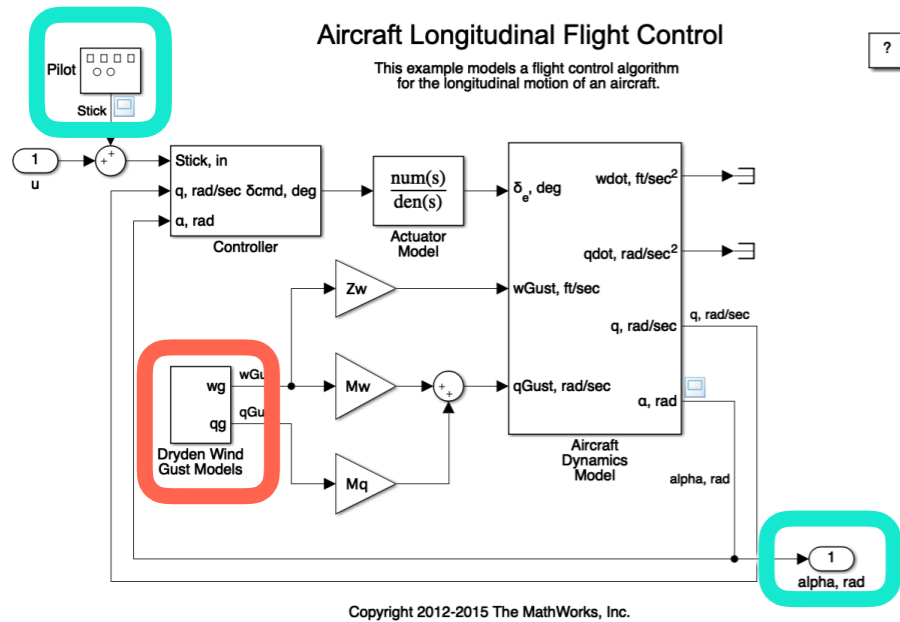 Aircraft Longitudinal Flight Control
?
This example models a flight control algorithm
for the longitudinal motion of an aircraft.
Pilot
Stick
1
u
Stick, in
q, rad/sec δcmd, deg
α, rad
Controller
num(s)
den(s)
Actuator
Model
δe, deg
wGust, ft/sec
qGust, rad/sec
wdot, ft/sec²
qdot, rad/sec²
q, rad/sec
α, rad
Aircraft
Dynamics
Model
q, rad/sec
alpha, rad
Zw
Mw
Mq
wg
qg
wGu
qGu
Dryden Wind
Gust Models
1
alpha, rad
Copyright 2012-2015 The MathWorks, Inc.